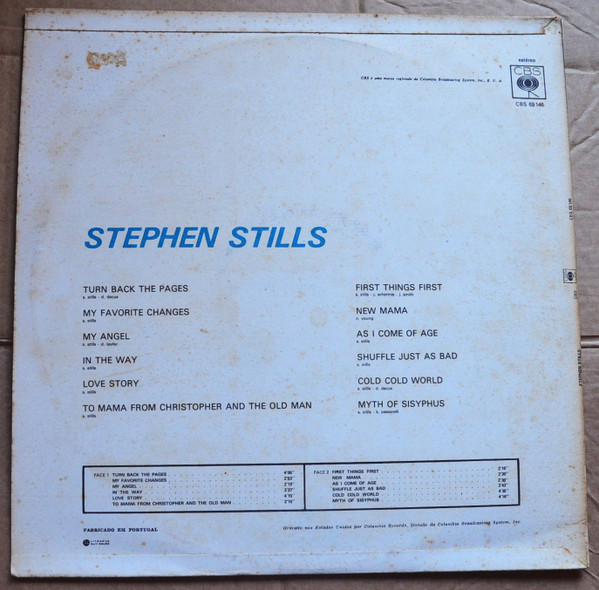 estéreo
CBS
CBS é uma marca registada da Columbia Broadcasting System, Inc., E. U. A.
CBS 69146
STEPHEN STILLS
TURN BACK THE PAGES
s. stills - d. dacus
MY FAVORITE CHANGES
s. stills
MY ANGEL
s. stills - d. taylor
IN THE WAY
s. stills
LOVE STORY
s. stills
TO MAMA FROM CHRISTOPHER AND THE OLD MAN
s. stills
FIRST THINGS FIRST
s. stills - j.
NEW MAMA
n. young
AS I COME OF AGE
s. stills
SHUFFLE JUST AS BAD
s. stills
COLD COLD WORLD
s. stills - d. dacus
MYTH OF SISYPHUS
s. stills - k. passarelli
FACE 1 TURN BACK THE PAGES
MY FAVORITE CHANGES
MY ANGEL
IN THE WAY
LOVE STORY
TO MAMA FROM CHRISTOPHER AND THE OLD MAN
FACE 2 FIRST THINGS FIRST
NEW MAMA
AS I COME OF AGE
SHUFFLE JUST AS BAD
COLD COLD WORLD
MYTH OF SISYPHUS
FABRICADO EM PORTUGAL
Gravado nos Estados Unidos por Columbia Records, Divisão da Columbia Broadcasting System, Inc.
STEPHEN STILLS